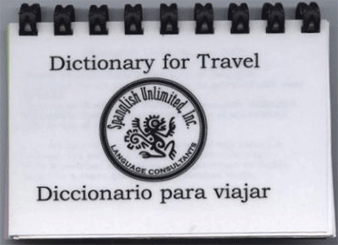 Dictionary for Travel
Spanglish Unlimited, Inc.
LANGUAGE CONSULTANTS
Diccionario para viajar